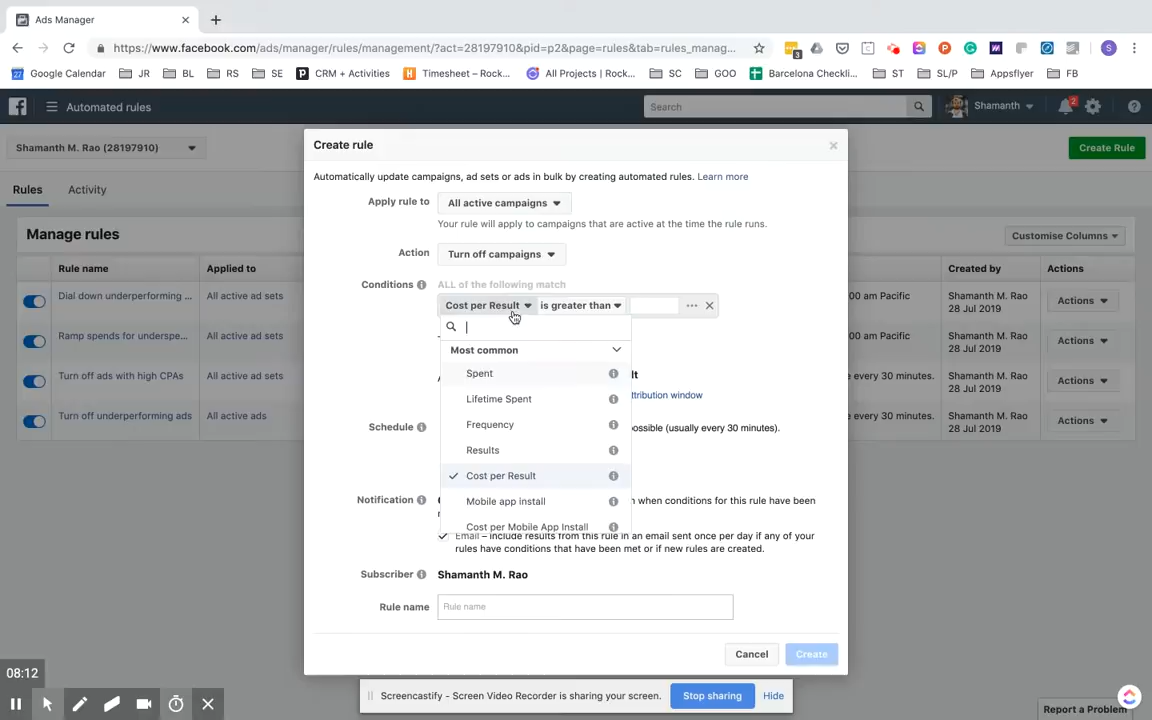 Ads Manager
https://www.facebook.com/ads/manager/rules/management/?act=28197910&pid=p2&page=rules&tab=rules_manag...
3
S
17 Google Calendar JR BL RS SE CRM + Activities Timesheet – Rock... All Projects | Rock... SC GOO Barcelona Checkli... ST SL/P Appsflyer FB
Automated rules
Search
Shamanth
2
Shamanth M. Rao (28197910)
Create Rule
Rules
Activity
Manage rules
Customise Columns
Rule name
Applied to
Created by
Actions
Dial down underperforming ...
All active ad sets
00 am Pacific
Shamanth M. Rao
28 Jul 2019
Actions
Ramp spends for underspe...
All active ad sets
00 am Pacific
Shamanth M. Rao
28 Jul 2019
Actions
Turn off ads with high CPAs
All active ad sets
e every 30 minutes.
Shamanth M. Rao
28 Jul 2019
Actions
Turn off underperforming ads
All active ads
e every 30 minutes.
Shamanth M. Rao
28 Jul 2019
Actions
Create rule
Automatically update campaigns, ad sets or ads in bulk by creating automated rules. Learn more
Apply rule to
All active campaigns
Your rule will apply to campaigns that are active at the time the rule runs.
Action
Turn off campaigns
Conditions
ALL of the following match
Cost per Result
is greater than
Most common
Spent
Lifetime Spent
Frequency
Results
Cost per Result
Mobile app install
Cost per Mobile App Install
lt
ttribution window
Schedule
possible (usually every 30 minutes).
Notification
n when conditions for this rule have been
Email – include results from this rule in an email sent once per day if any of your
rules have conditions that have been met or if new rules are created.
Subscriber
Shamanth M. Rao
Rule name
Rule name
Cancel
Create
08:12
Screencastify - Screen Video Recorder is sharing your screen.
Stop sharing
Hide
Report a Problem